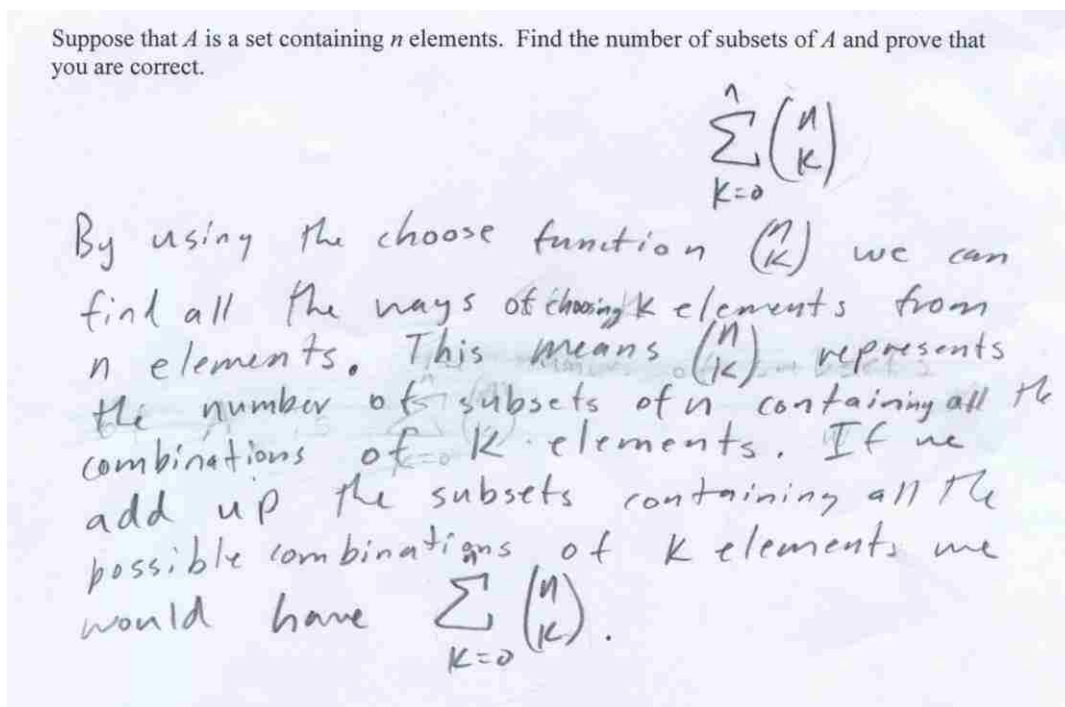 Suppose that A is a set containing n elements. Find the number of subsets of A and prove that
you are correct.
n
Σ (n K)
K=0
By using the choose function (n K) we can
find all the ways of choosing K elements from
n elements. This means (n K) represents
the number of subsets of n containing all the
combinations of K elements. If we
add up the subsets containing all the
possible combinations of K elements we
would have Σ (n K).
K=0